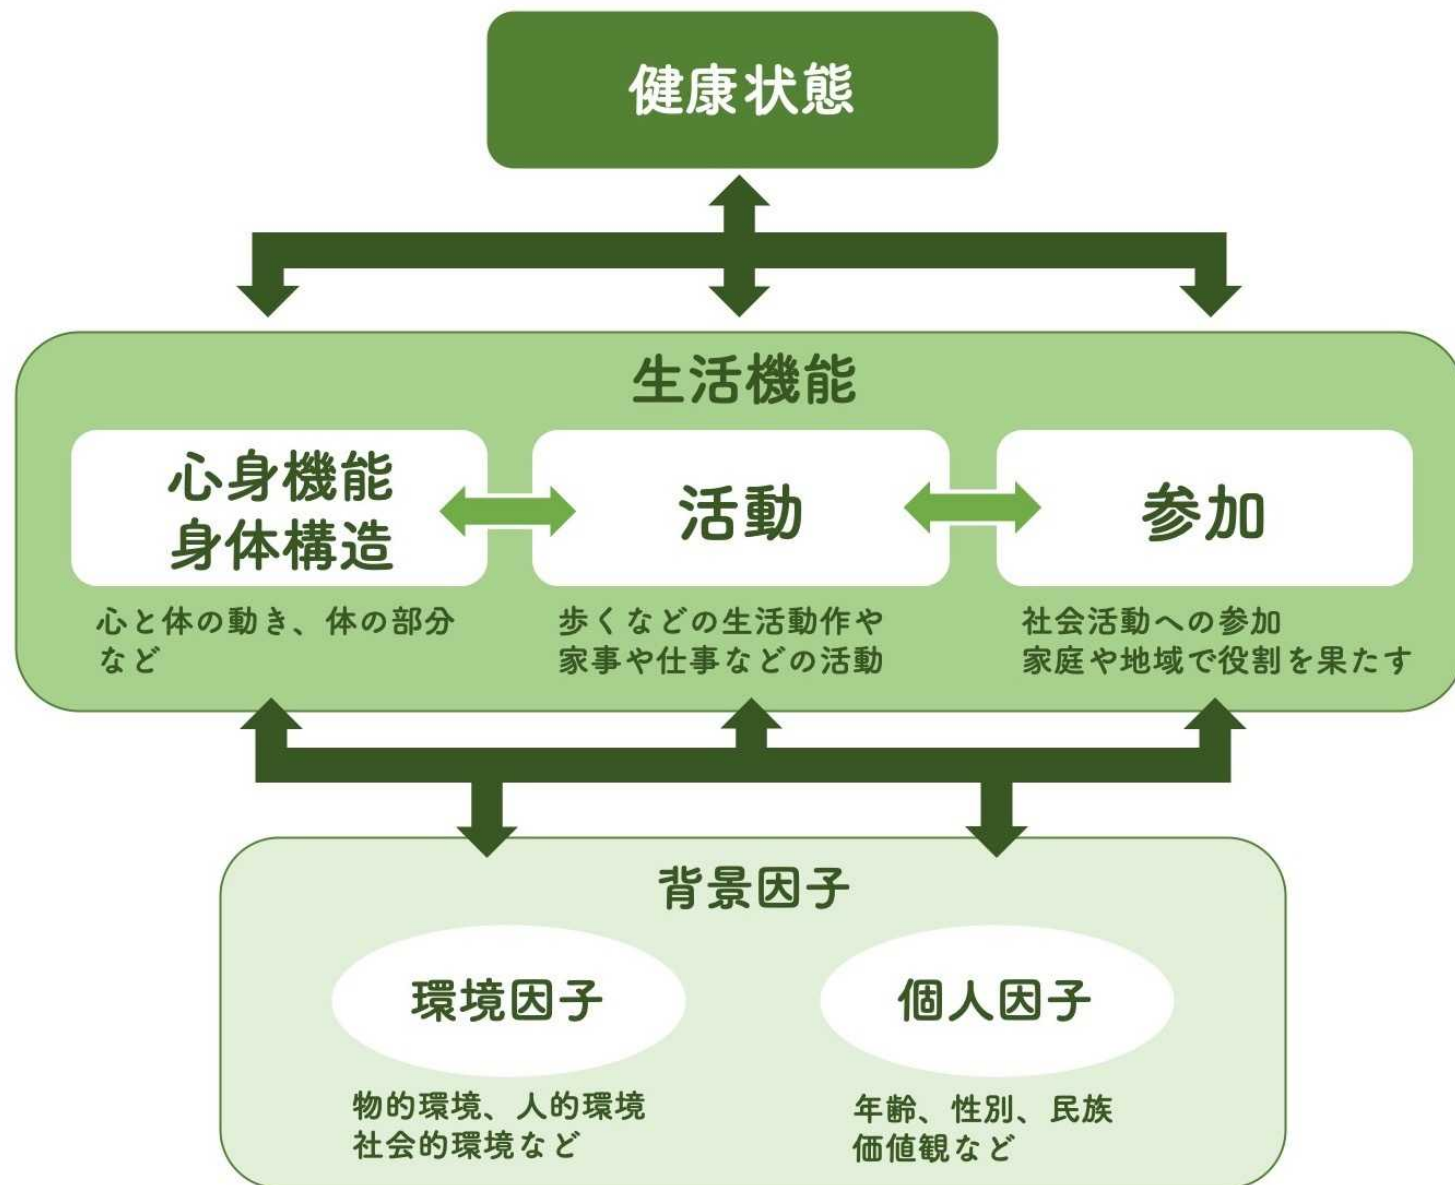 健康状態
生活機能
心身機能
身体構造
活動
参加
心と体の動き、体の部分
など
歩くなどの生活動作や
家事や仕事などの活動
社会活動への参加
家庭や地域で役割を果たす
背景因子
環境因子
個人因子
物的環境、人的環境
社会的環境など
年齢、性別、民族
価値観など